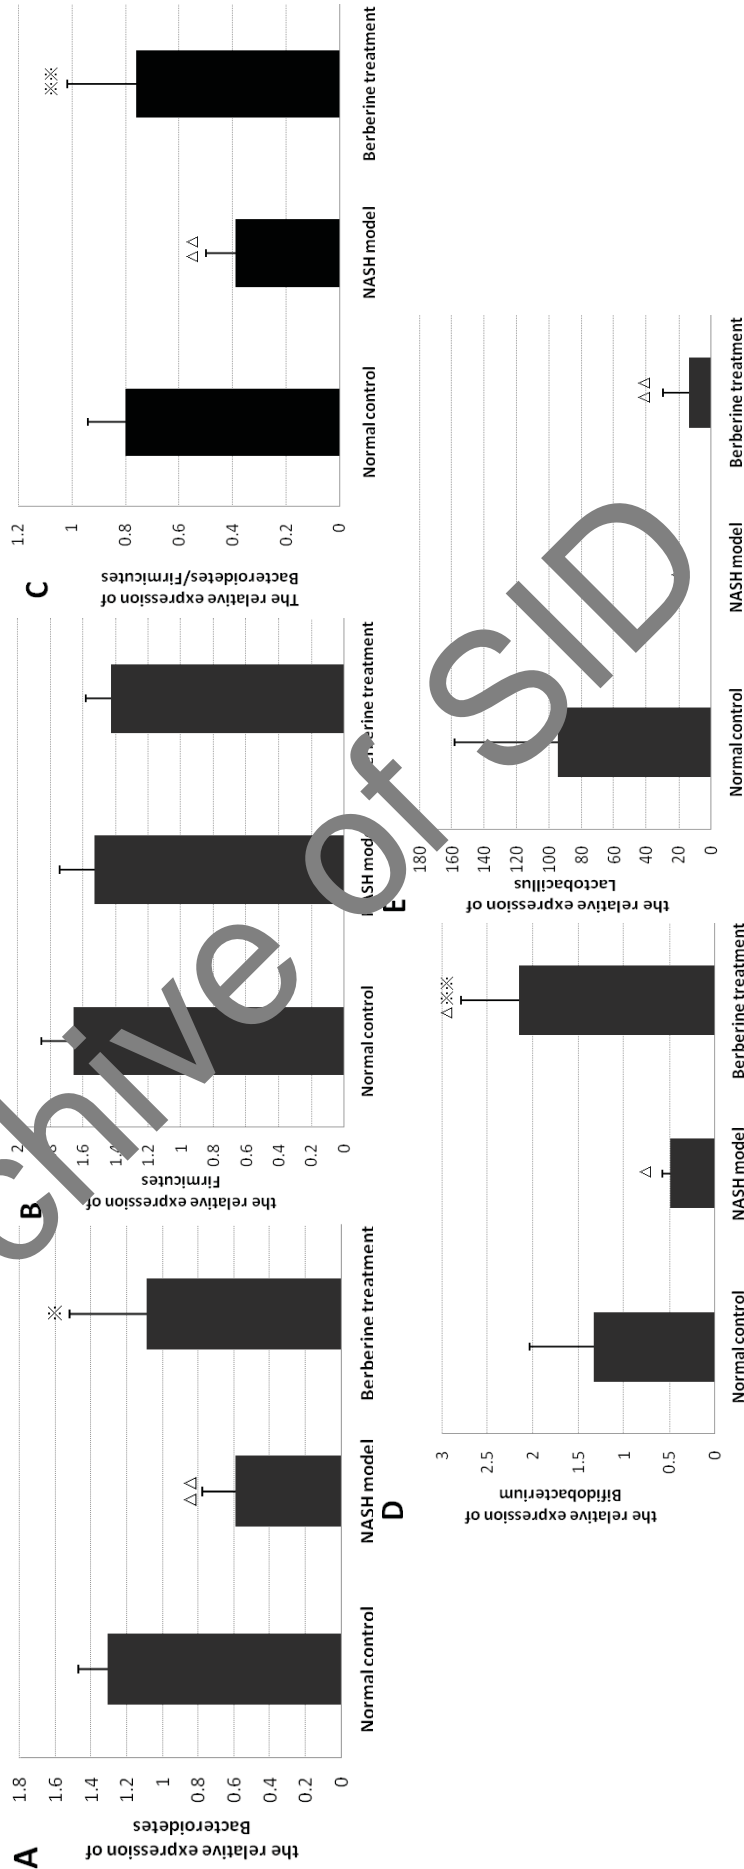 A
the relative expression of
Bacteroidetes
1.8
1.6
1.4
1.2
1
0.8
0.6
0.4
0.2
0
△△
※
Normal control
NASH model
Berberine treatment
B
the relative expression of
Firmicutes
2
1.6
1.2
1
0.8
0.6
0.4
0.2
0
Normal control
treatment
C
The relative expression of
Bacteroidetes/Firmicutes
1.2
1
0.8
0.6
0.4
0.2
0
△△
※※
Normal control
NASH model
Berberine treatment
D
the relative expression of
Bifidobacterium
3
2.5
2
1.5
1
0.5
0
△
△※※
Normal control
NASH model
Berberine treatment
E
the relative expression of
Lactobacillus
180
160
140
120
100
80
60
40
20
0
△△
Normal control
NASH model
Berberine treatment
chive of SID